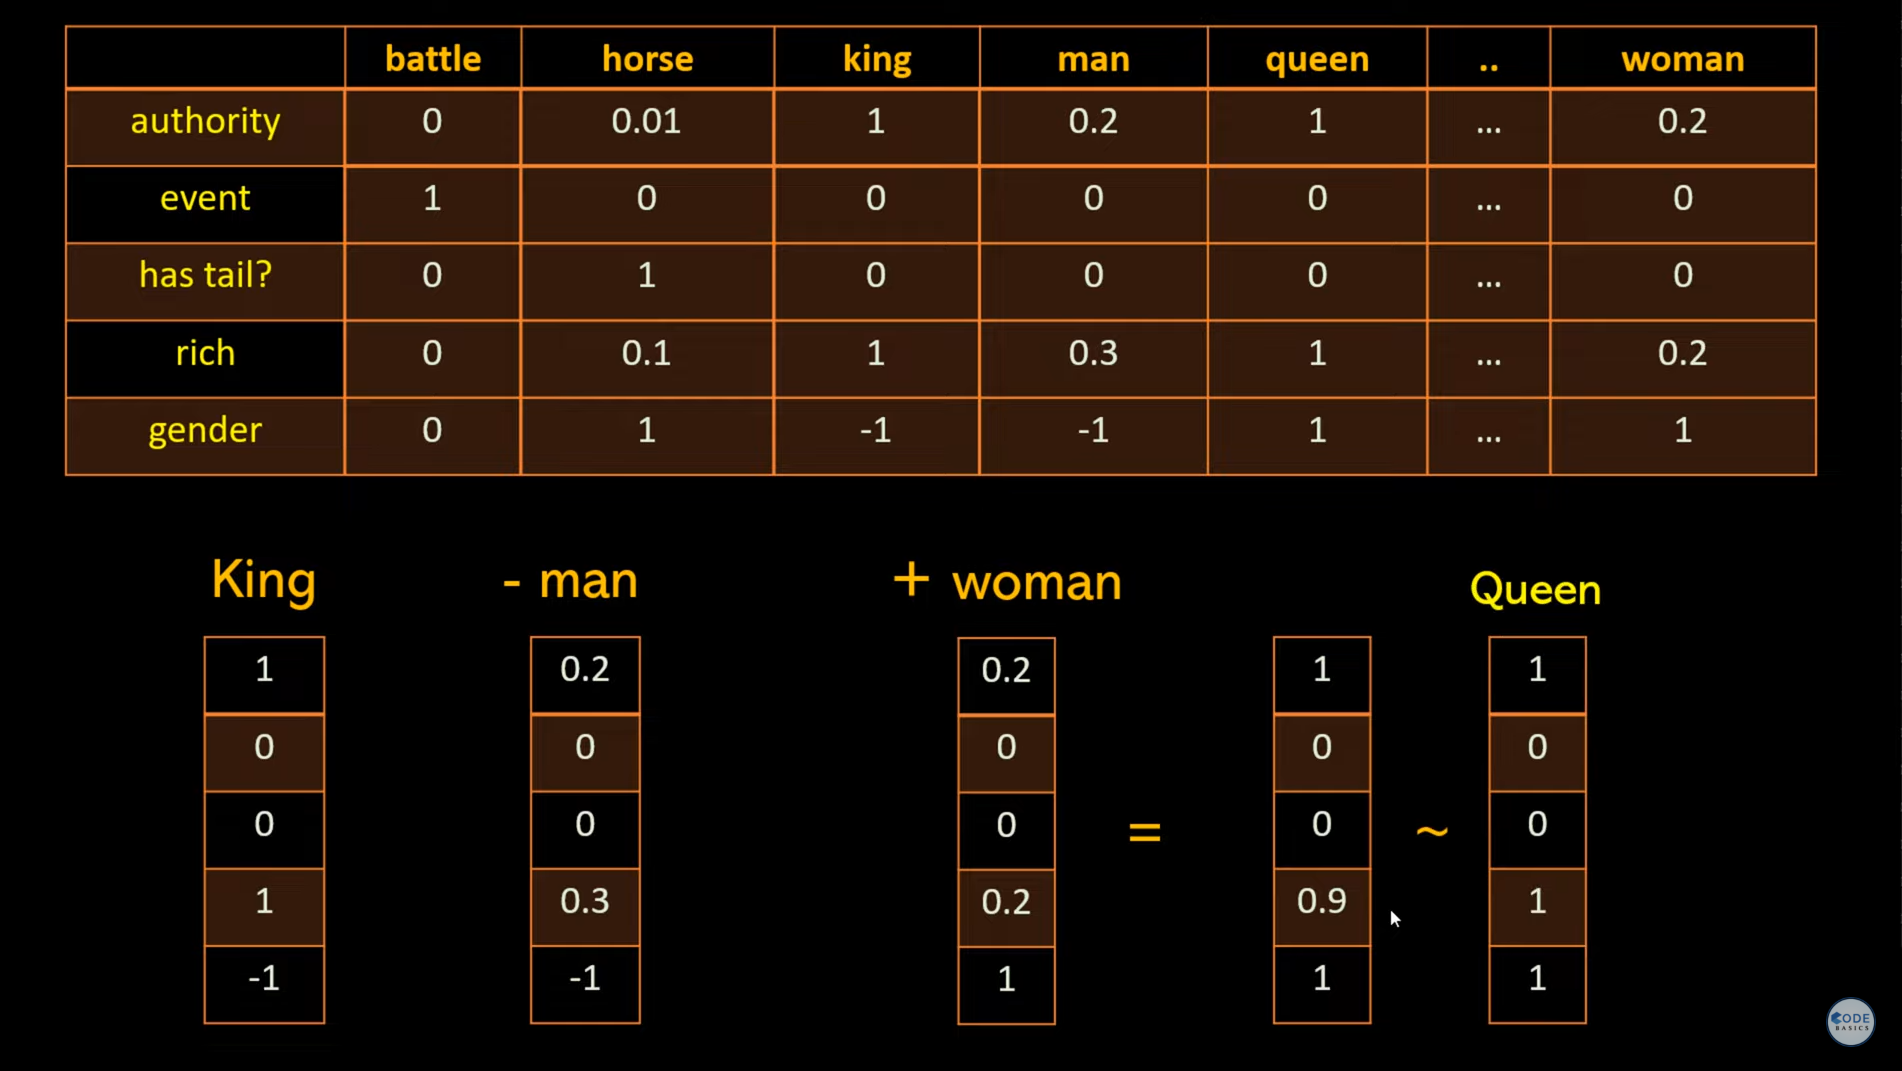 battle horse king man queen .. woman
authority 0 0.01 1 0.2 1 ... 0.2
event 1 0 0 0 0 ... 0
has tail? 0 1 0 0 0 ... 0
rich 0 0.1 1 0.3 1 ... 0.2
gender 0 1 -1 -1 1 ... 1
King - man + woman Queen
1 0.2 0.2 1 1
0 0 0 0 0
0 0 0 = 0 ~ 0
1 0.3 0.2 0.9 1
-1 -1 1 1 1
CODE
BASICS